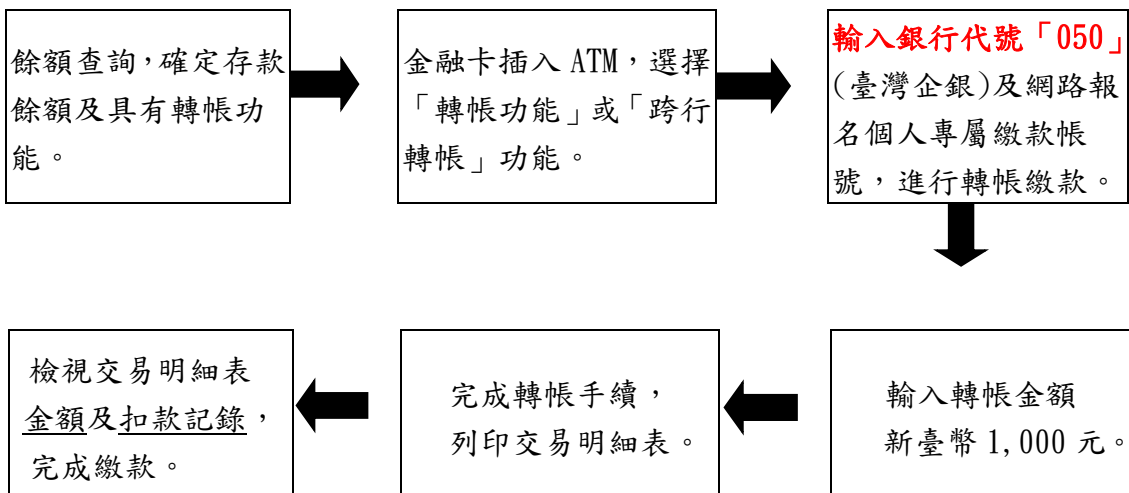 餘額查詢，確定存款
餘額及具有轉帳功
能。
金融卡插入 ATM，選擇
「轉帳功能」或「跨行
轉帳」功能。
輸入銀行代號「050」
(臺灣企銀)及網路報
名個人專屬繳款帳
號，進行轉帳繳款。
輸入轉帳金額
新臺幣 1,000 元。
完成轉帳手續，
列印交易明細表。
檢視交易明細表
金額及扣款記錄，
完成繳款。